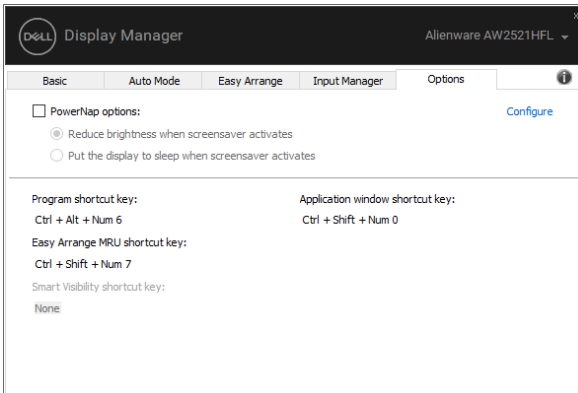 DELL Display Manager
Alienware AW2521HFL
Basic
Auto Mode
Easy Arrange
Input Manager
Options
PowerNap options:
Configure
Reduce brightness when screensaver activates
Put the display to sleep when screensaver activates
Program shortcut key:
Application window shortcut key:
Ctrl + Alt + Num 6
Ctrl + Shift + Num 0
Easy Arrange MRU shortcut key:
Ctrl + Shift + Num 7
Smart Visibility shortcut key:
None